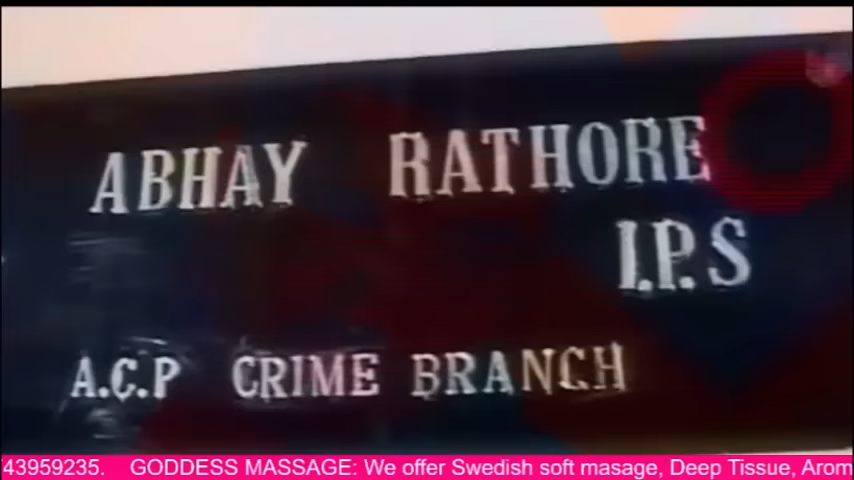 ABHAY RATHORE
I.P.S
A.C.P CRIME BRANCH
43959235. GODDESS MASSAGE: We offer Swedish soft masage, Deep Tissue, Arom